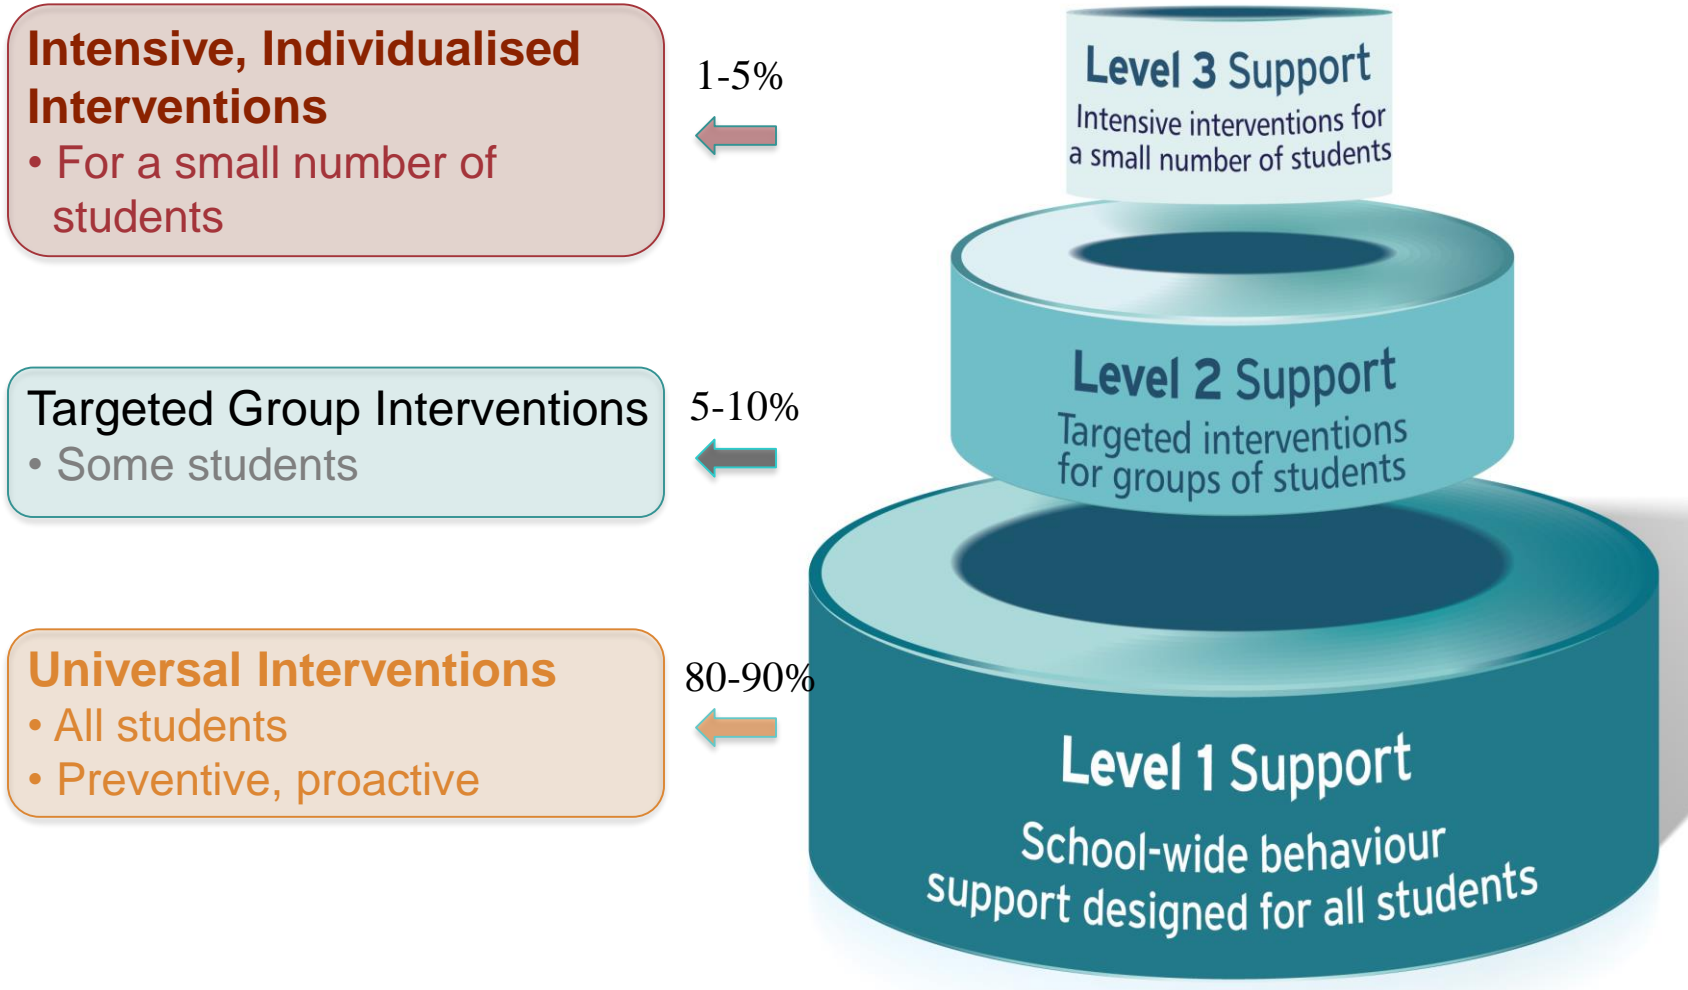 Intensive, Individualised
Interventions
• For a small number of
students
1-5%
Level 3 Support
Intensive interventions for
a small number of students
Targeted Group Interventions
• Some students
5-10%
Level 2 Support
Targeted interventions
for groups of students
Universal Interventions
• All students
• Preventive, proactive
80-90%
Level 1 Support
School-wide behaviour
support designed for all students